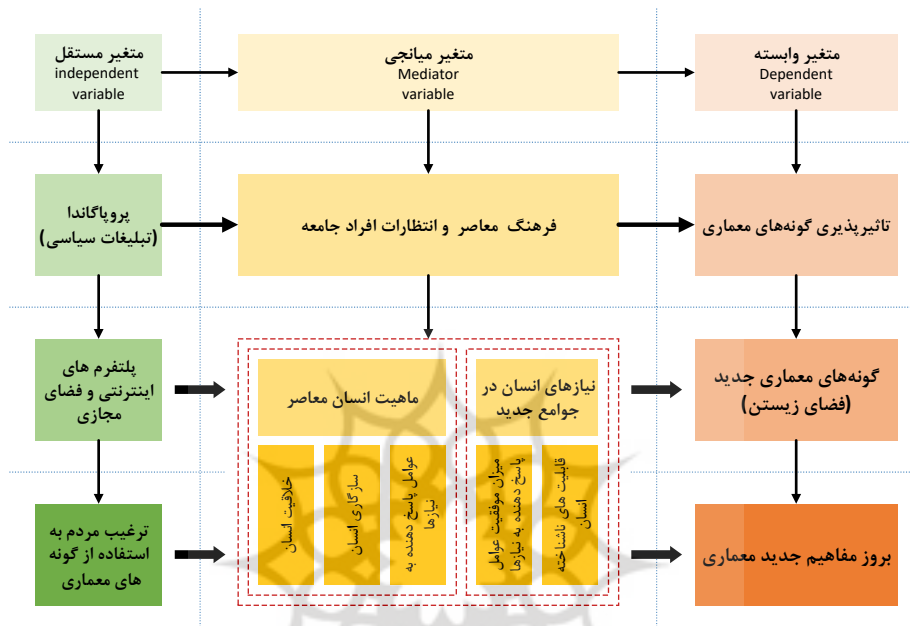 متغیر مستقل
independent
variable
متغیر میانجی
Mediator
variable
متغیر وابسته
Dependent
variable
پروپاگاندا
(تبلیغات سیاسی)
فرهنگ معاصر و انتظارات افراد جامعه
تاثیرپذیری گونه‌های معماری
پلتفرم های
اینترنتی و فضای
مجازی
ماهیت انسان معاصر
نیازهای انسان در
جوامع جدید
گونه‌های معماری جدید
(فضای زیستن)
خلاقیت انسان
سازگاری انسان
عوامل پاسخ دهنده به
نیازها
میزان موفقیت عوامل
پاسخ دهنده به نیازها
قابلیت های ناشناخته
انسان
ترغیب مردم به
استفاده از گونه
های معماری
بروز مفاهیم جدید معماری